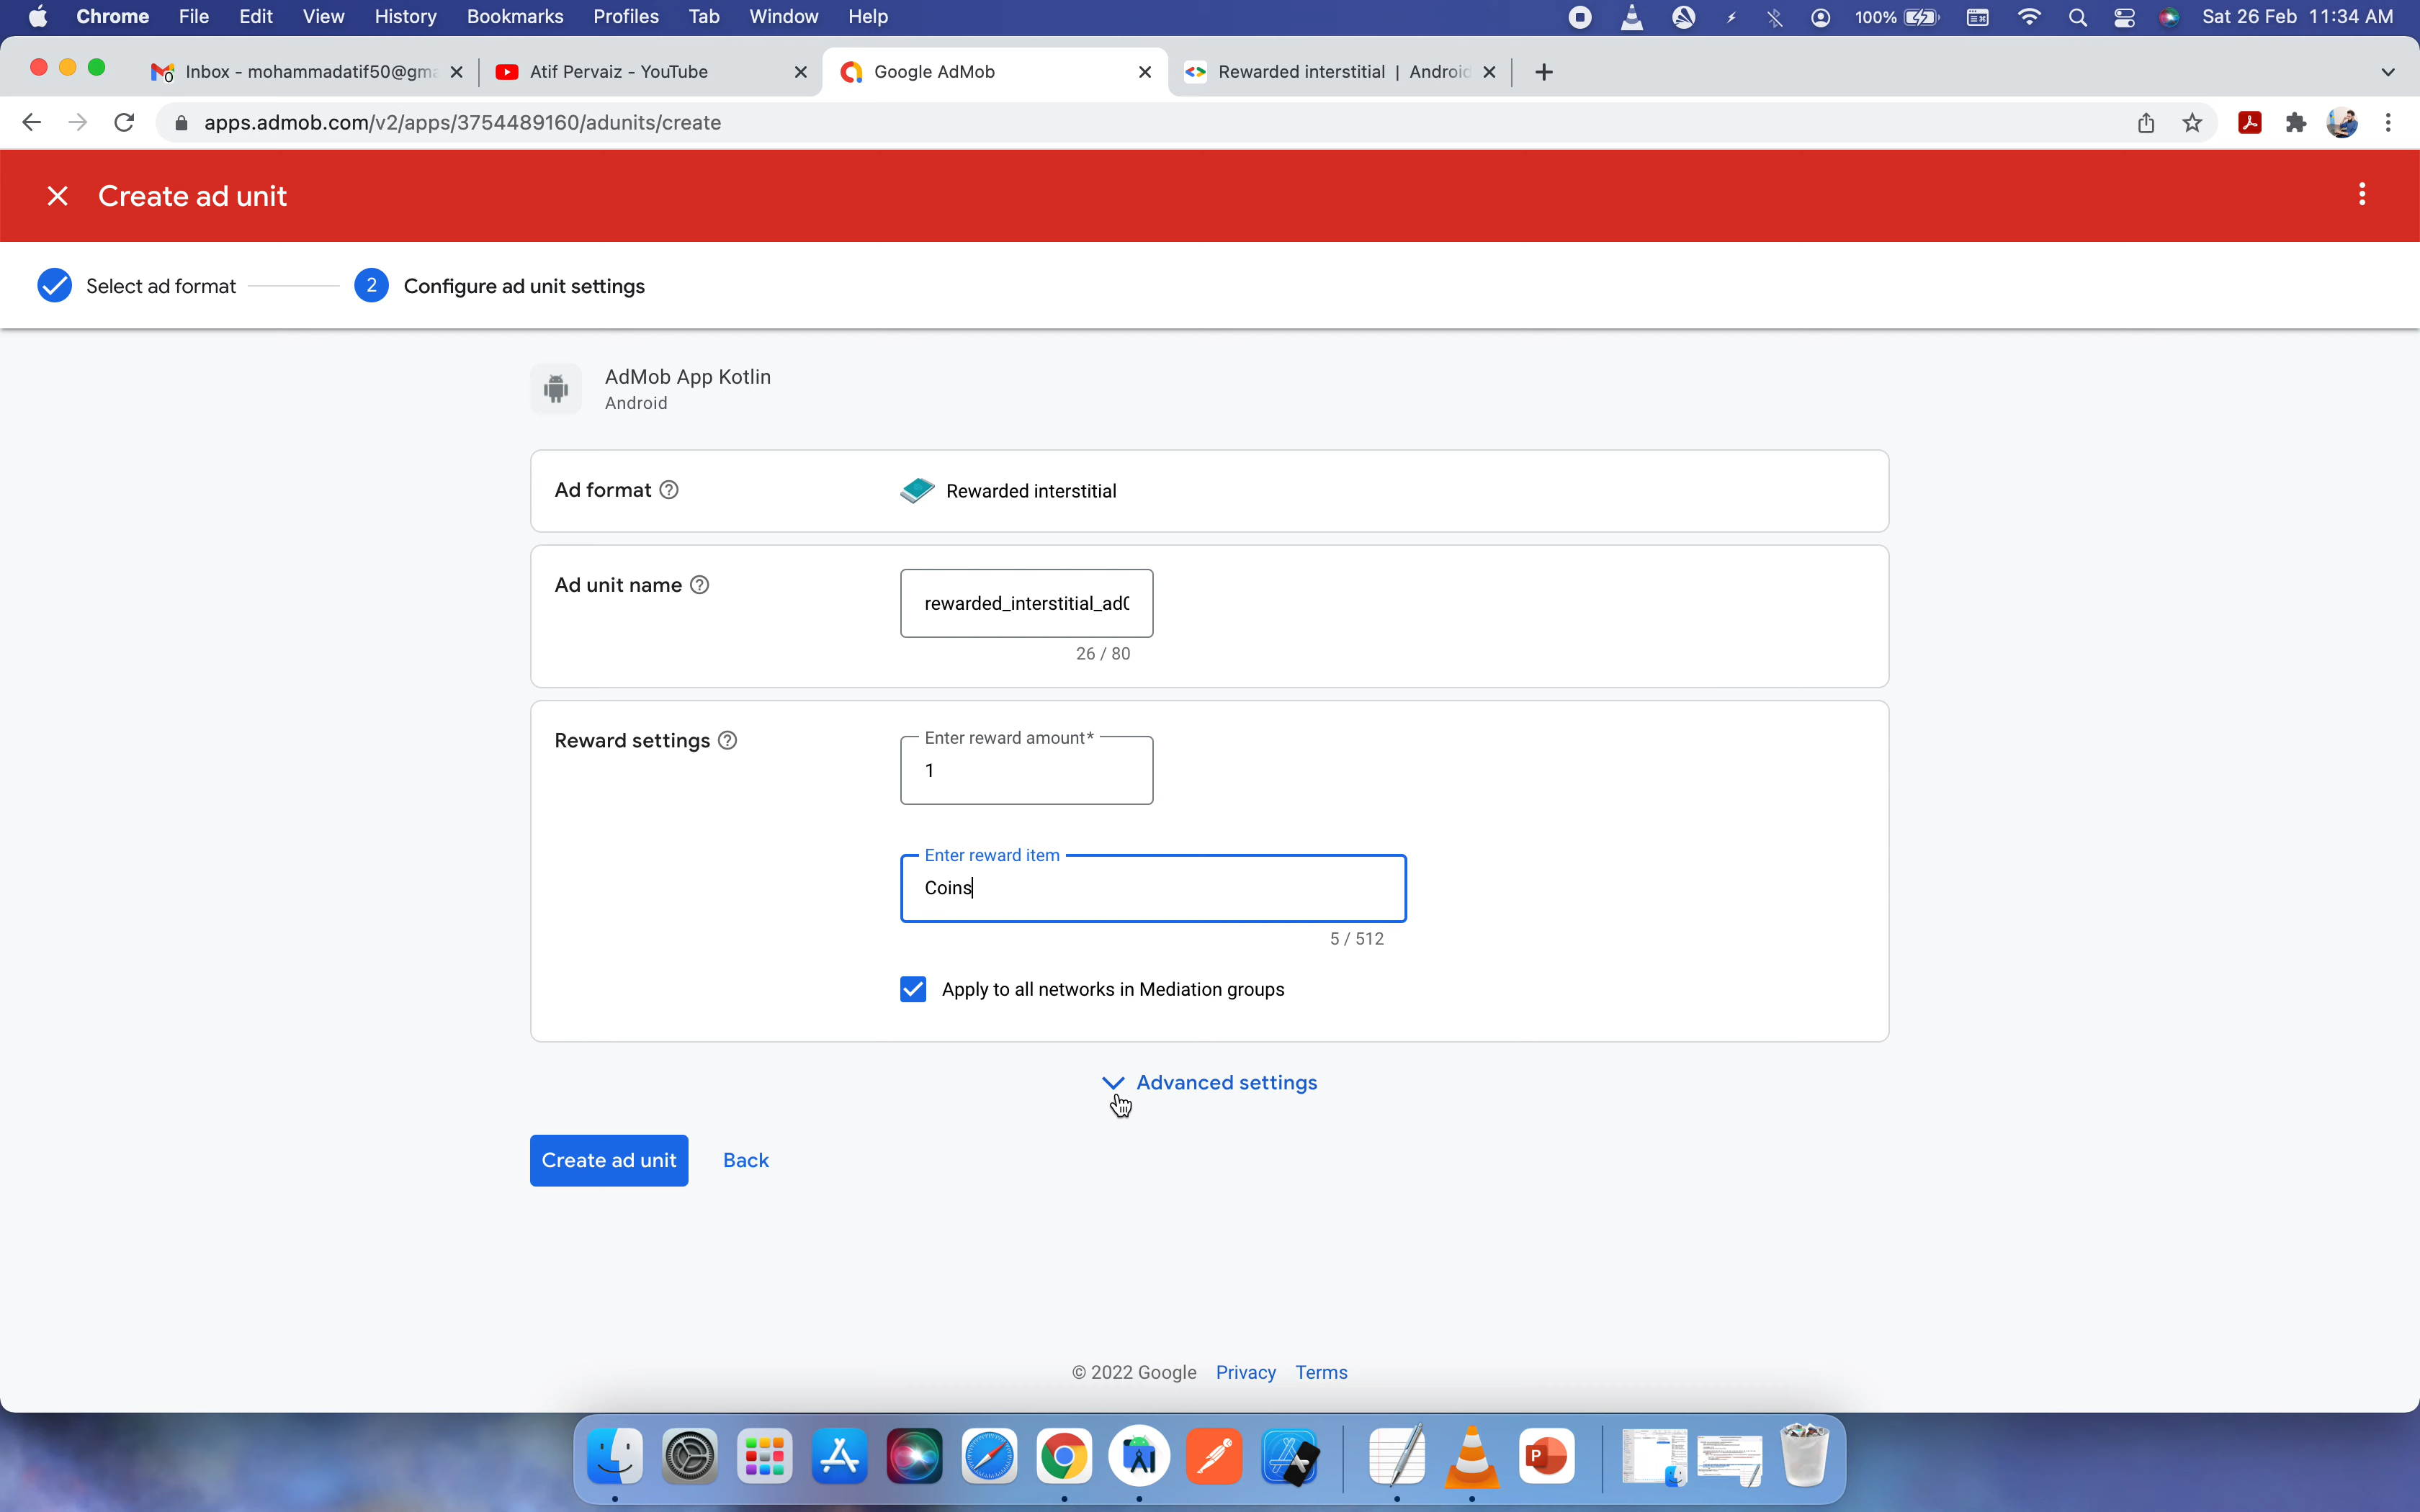 Chrome File Edit View History Bookmarks Profiles Tab Window Help 100% Sat 26 Feb 11:34 AM
Inbox - mohammadatif50@gma Atif Pervaiz - YouTube Google AdMob Rewarded interstitial | Android
apps.admob.com/v2/apps/3754489160/adunits/create
Create ad unit
Select ad format 2 Configure ad unit settings
AdMob App Kotlin
Android
Ad format Rewarded interstitial
Ad unit name
rewarded_interstitial_ad
26 / 80
Reward settings Enter reward amount*
1
Enter reward item
Coins
5 / 512
Apply to all networks in Mediation groups
Advanced settings
Create ad unit Back
© 2022 Google Privacy Terms